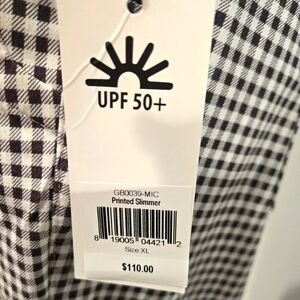 UPF 50+
GB0039-MIC
Printed Slimmer
8 19005 04421 2
Size:XL
$110.00